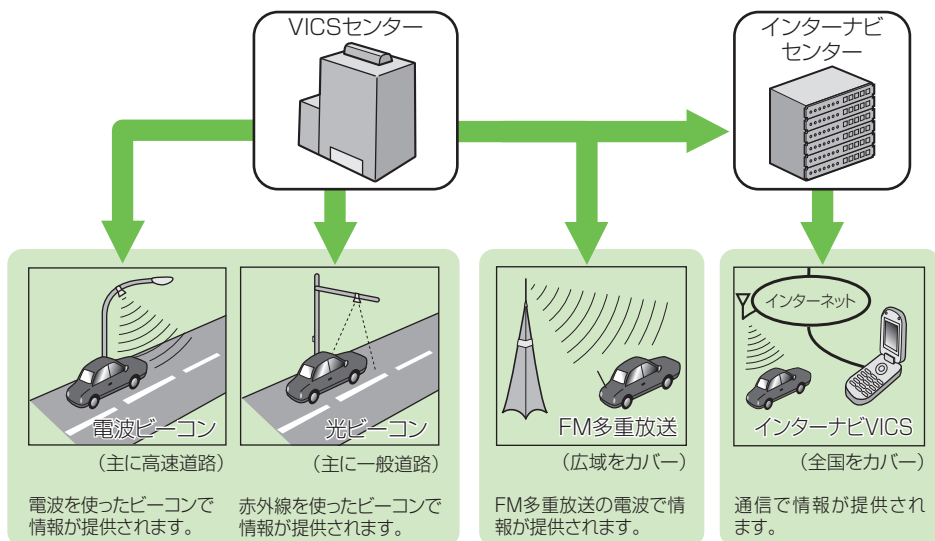 VICSセンター
インターナビ
センター
電波ビーコン
(主に高速道路)
電波を使ったビーコンで
情報が提供されます。
光ビーコン
(主に一般道路)
赤外線を使ったビーコンで
情報が提供されます。
FM多重放送
(広域をカバー)
FM多重放送の電波で情
報が提供されます。
インターネット
インターナビVICS
(全国をカバー)
通信で情報が提供され
ます。